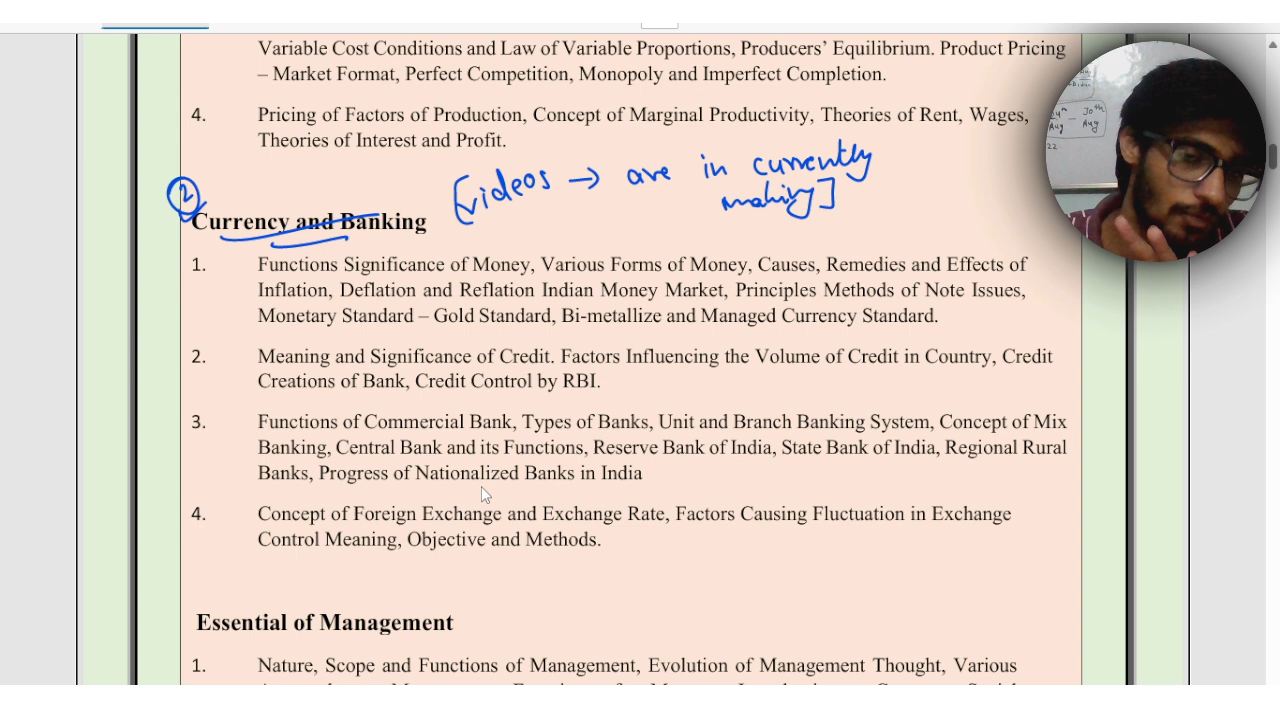 Variable Cost Conditions and Law of Variable Proportions, Producers’ Equilibrium. Product Pricing
– Market Format, Perfect Competition, Monopoly and Imperfect Completion.
4. Pricing of Factors of Production, Concept of Marginal Productivity, Theories of Rent, Wages,
Theories of Interest and Profit.
[videos → are in currently
making]
2
Currency and Banking
1. Functions Significance of Money, Various Forms of Money, Causes, Remedies and Effects of
Inflation, Deflation and Reflation Indian Money Market, Principles Methods of Note Issues,
Monetary Standard – Gold Standard, Bi-metallize and Managed Currency Standard.
2. Meaning and Significance of Credit. Factors Influencing the Volume of Credit in Country, Credit
Creations of Bank, Credit Control by RBI.
3. Functions of Commercial Bank, Types of Banks, Unit and Branch Banking System, Concept of Mix
Banking, Central Bank and its Functions, Reserve Bank of India, State Bank of India, Regional Rural
Banks, Progress of Nationalized Banks in India
4. Concept of Foreign Exchange and Exchange Rate, Factors Causing Fluctuation in Exchange
Control Meaning, Objective and Methods.
Essential of Management
1. Nature, Scope and Functions of Management, Evolution of Management Thought, Various
30th
Aug – Aug
22